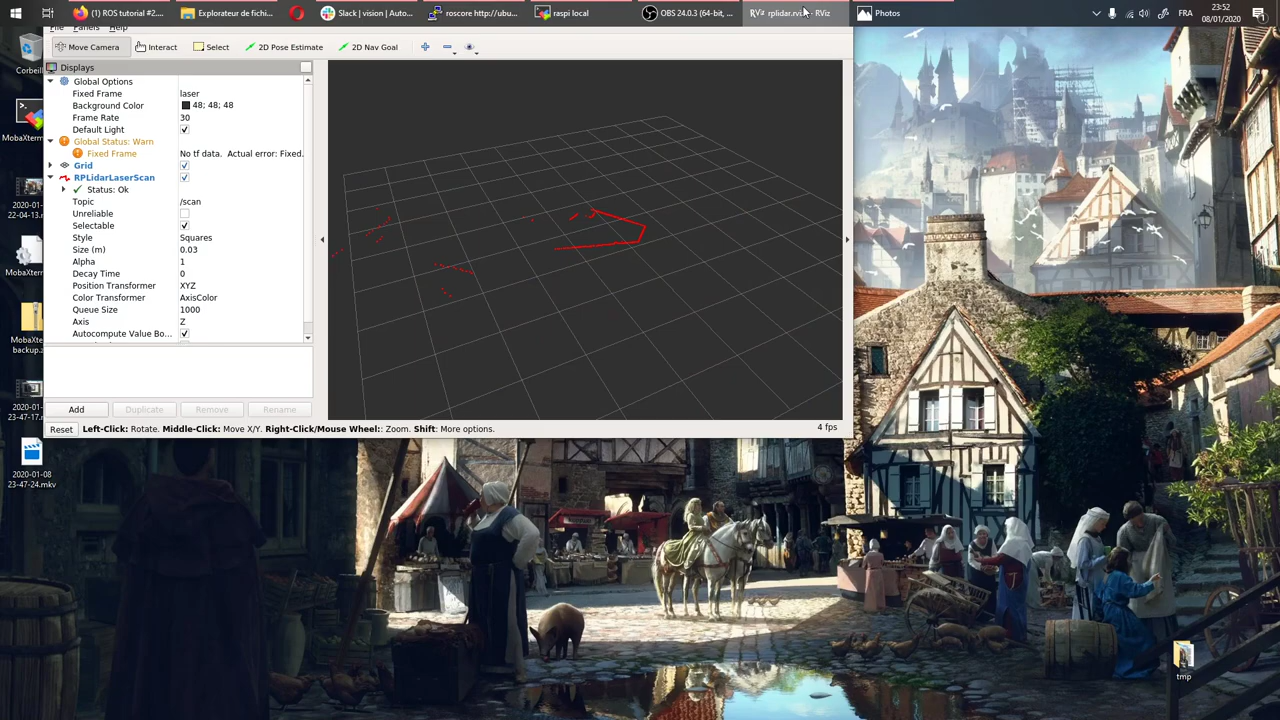 (1) ROS tutorial #2....
Explorateur de fichi...
Slack | vision | Auto...
roscore http://ubu...
raspi local
OBS 24.0.3 (64-bit, ...
RViz
rplidar.rviz - RViz
Photos
FRA
23:52
08/01/2020
File Panels Help
Move Camera
Interact
Select
2D Pose Estimate
2D Nav Goal
Corbeille
Displays
Global Options
Fixed Frame laser
Background Color 48; 48; 48
Frame Rate 30
Default Light
Global Status: Warn
Fixed Frame No tf data. Actual error: Fixed...
Grid
RPLidarLaserScan
Status: Ok
Topic /scan
Unreliable
Selectable
Style Squares
Size (m) 0.03
Alpha 1
Decay Time 0
Position Transformer XYZ
Color Transformer AxisColor
Queue Size 1000
Axis Z
Autocompute Value Bo...
Add
Duplicate
Remove
Rename
Reset
Left-Click: Rotate. Middle-Click: Move X/Y. Right-Click/Mouse Wheel:: Zoom. Shift: More options.
4 fps
MobaXterm
2020-01-
22-04-13.
MobaXter
MobaXte
backup.z
2020-01-
23-47-17.
2020-01-08
23-47-24.mkv
tmp